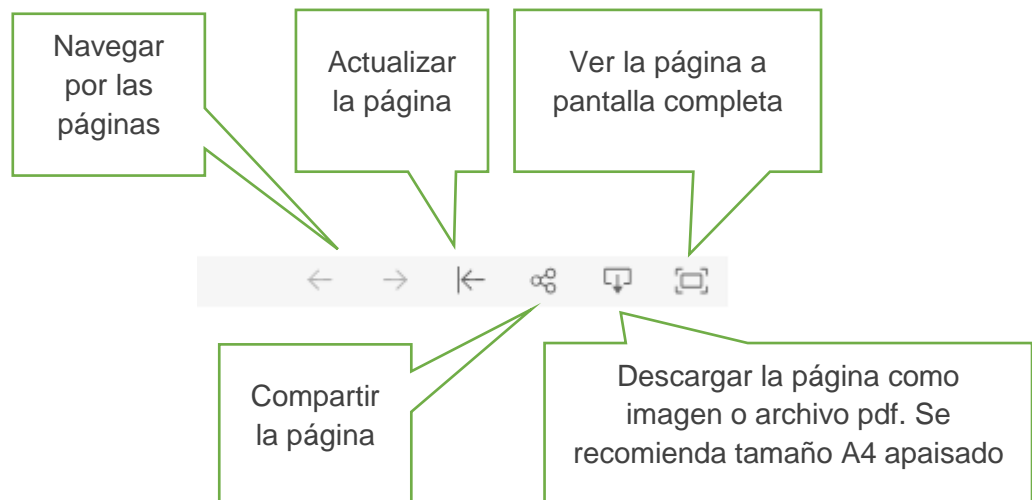 Navegar
por las
páginas
Actualizar
la página
Ver la página a
pantalla completa
Compartir
la página
Descargar la página como
imagen o archivo pdf. Se
recomienda tamaño A4 apaisado